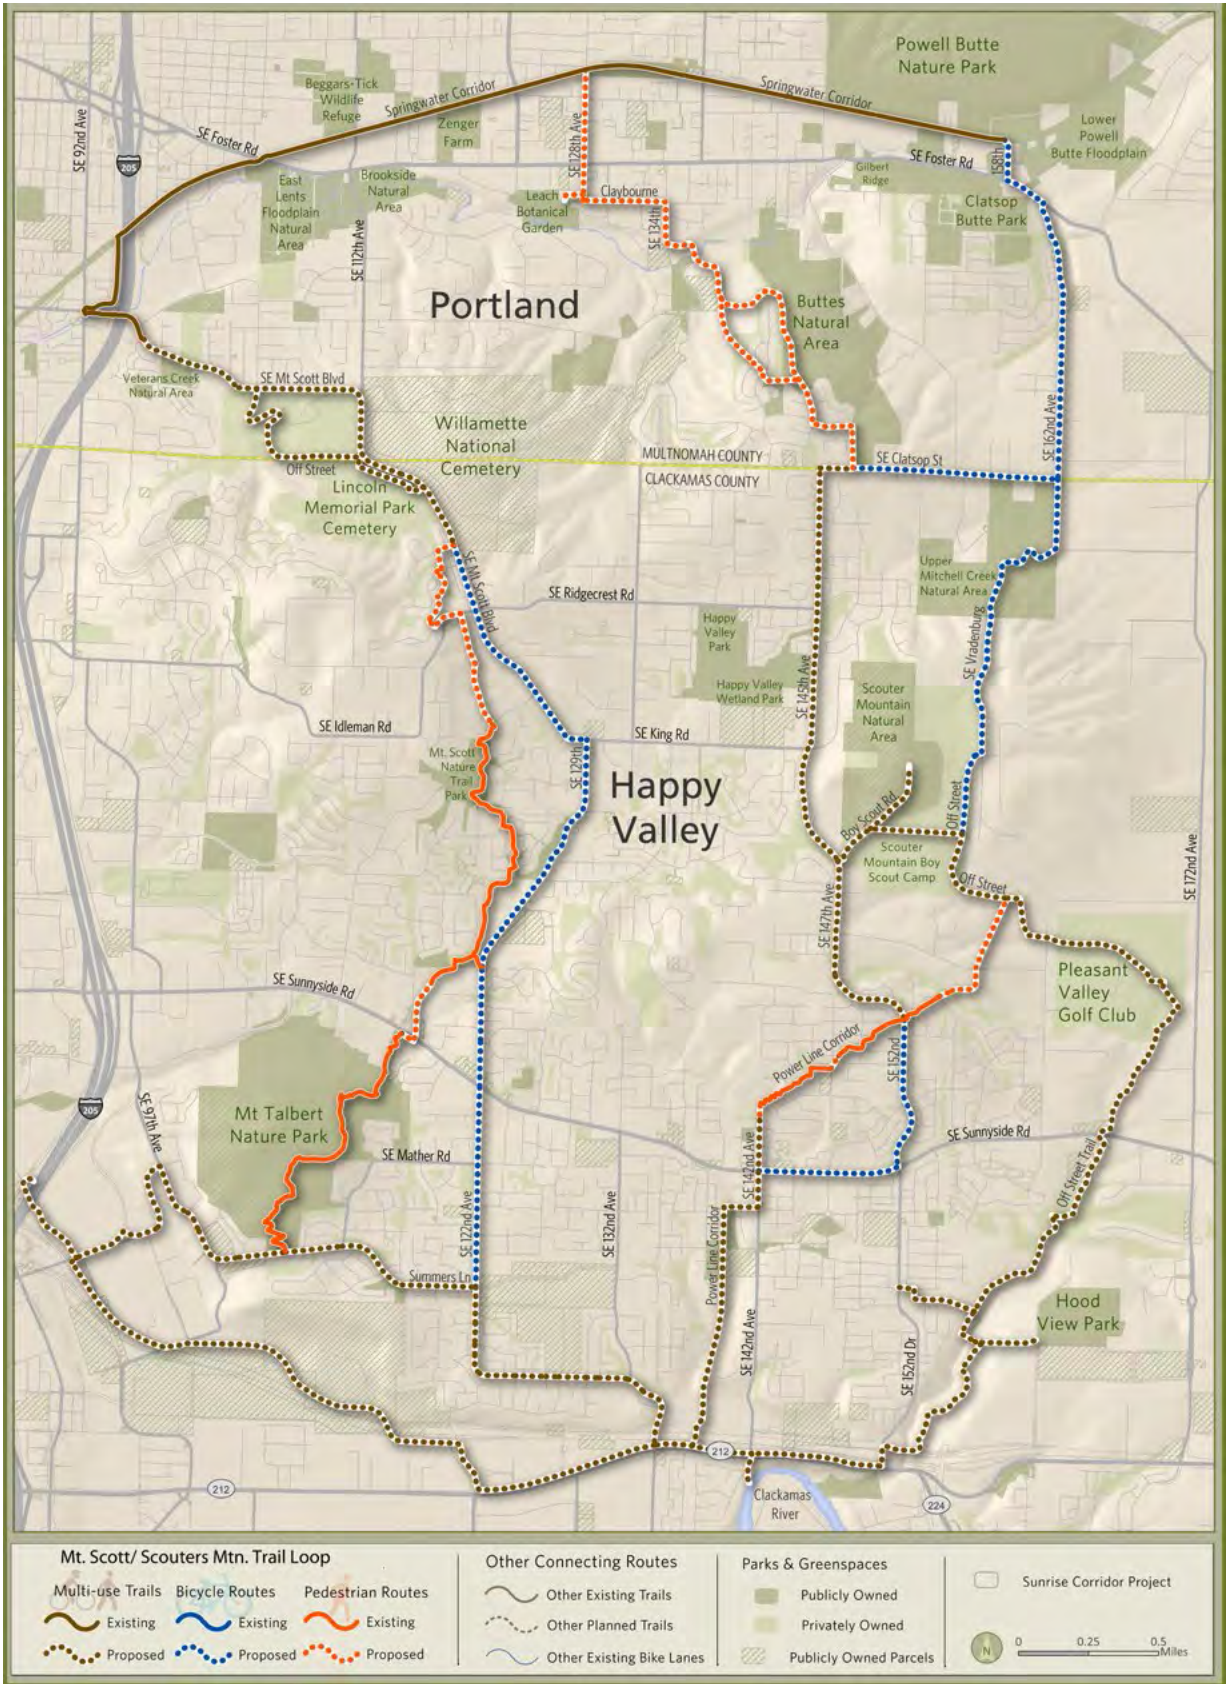 Powell Butte
Nature Park
Springwater Corridor
Springwater Corridor
Beggars-Tick
Wildlife
Refuge
Zenger
Farm
SE Foster Rd
SE 92nd Ave
205
SE 128th Ave
SE Foster Rd
158th
Lower
Powell
Butte Floodplain
Gilbert
Ridge
East
Lents
Floodplain
Natural
Area
Brookside
Natural
Area
Leach
Botanical
Garden
Claybourne
Clatsop
Butte Park
SE 134th
SE 112th Ave
Portland
Buttes
Natural
Area
Veterans Creek
Natural Area
SE Mt Scott Blvd
Willamette
National
Cemetery
SE 162nd Ave
MULTNOMAH COUNTY
CLACKAMAS COUNTY
SE Clatsop St
Off Street
Lincoln
Memorial Park
Cemetery
SE Mt Scott Blvd
Upper
Mitchell Creek
Natural Area
SE Ridgecrest Rd
Happy
Valley
Park
SE Vradenburg
Happy Valley
Wetland Park
SE 145th Ave
Scouter
Mountain
Natural
Area
SE Idleman Rd
SE King Rd
Mt. Scott
Nature
Trail
Park
SE 129th
Happy
Valley
Boy Scout Rd
Off Street
Scouter
Mountain Boy
Scout Camp
Off Street
SE 172nd Ave
SE 147th Ave
SE Sunnyside Rd
Pleasant
Valley
Golf Club
Power Line Corridor
SE 152nd
205
SE 97th Ave
Mt Talbert
Nature Park
SE Mather Rd
SE 142nd Ave
SE Sunnyside Rd
Off Street Trail
SE 122nd Ave
SE 132nd Ave
Power Line Corridor
Summers Ln
Hood
View Park
SE 142nd Ave
SE 152nd Dr
212
212
Clackamas
River
224
Mt. Scott/ Scouters Mtn. Trail Loop
Multi-use Trails
Existing
Proposed
Bicycle Routes
Existing
Proposed
Pedestrian Routes
Existing
Proposed
Other Connecting Routes
Other Existing Trails
Other Planned Trails
Other Existing Bike Lanes
Parks & Greenspaces
Publicly Owned
Privately Owned
Publicly Owned Parcels
Sunrise Corridor Project
N
0 0.25 0.5
Miles